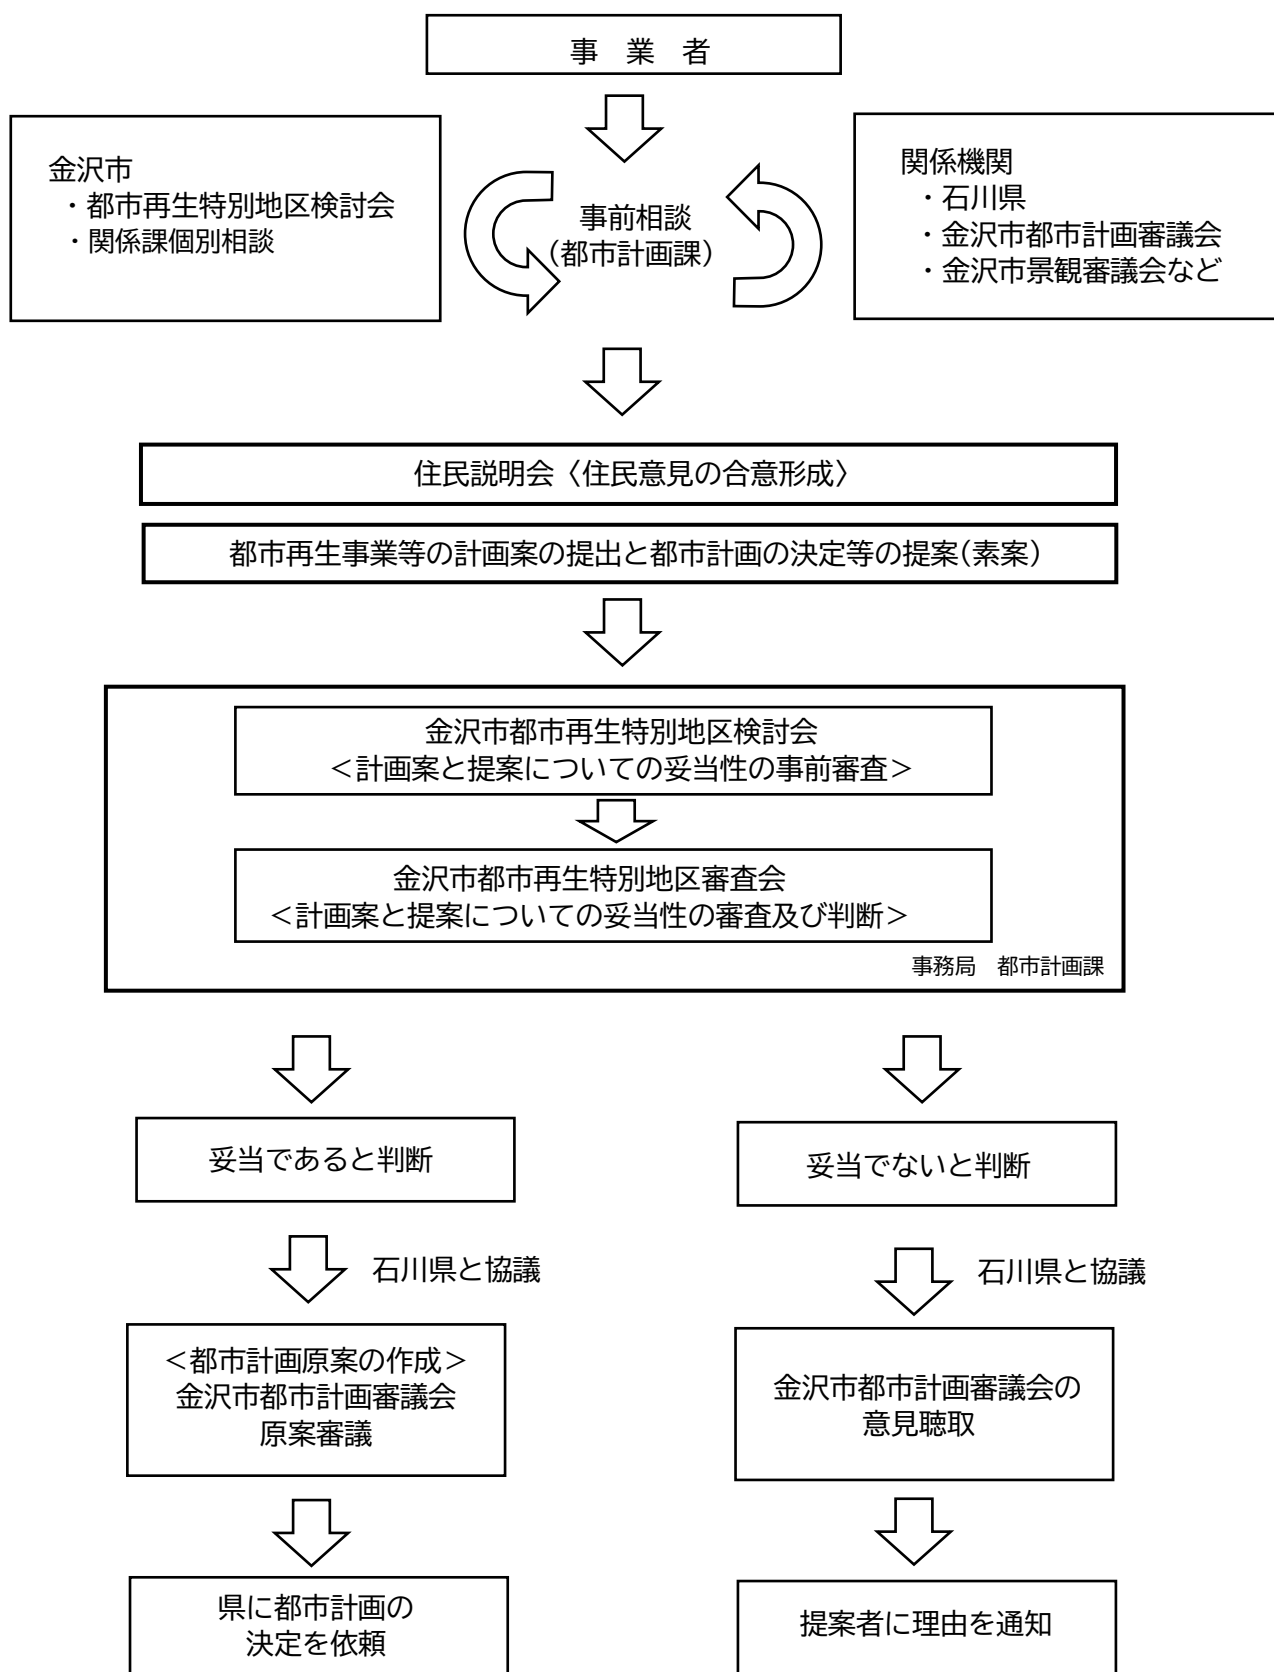 事　業　者
金沢市
・都市再生特別地区検討会
・関係課個別相談
事前相談
（都市計画課）
関係機関
・石川県
・金沢市都市計画審議会
・金沢市景観審議会など
住民説明会〈住民意見の合意形成〉
都市再生事業等の計画案の提出と都市計画の決定等の提案（素案）
金沢市都市再生特別地区検討会
＜計画案と提案についての妥当性の事前審査＞
金沢市都市再生特別地区審査会
＜計画案と提案についての妥当性の審査及び判断＞
事務局　都市計画課
妥当であると判断
石川県と協議
＜都市計画原案の作成＞
金沢市都市計画審議会
原案審議
県に都市計画の
決定を依頼
妥当でないと判断
石川県と協議
金沢市都市計画審議会の
意見聴取
提案者に理由を通知